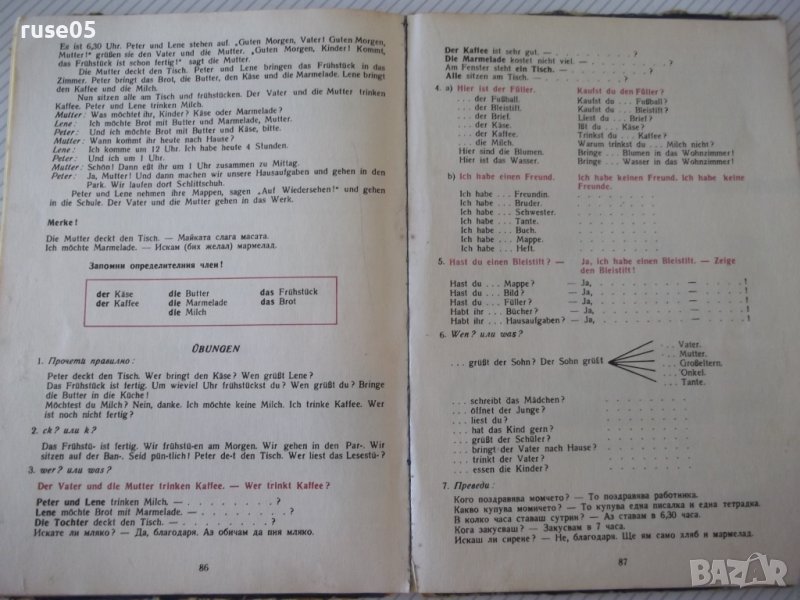 ruse05
Es ist 6,30 Uhr. Peter und Lene stehen auf. „Guten Morgen, Vater! Guten Morgen,
Mutter!“ grüßen sie den Vater und die Mutter. „Guten Morgen, Kinder! Kommt,
das Frühstück ist schon fertig!“ sagt die Mutter.
Die Mutter deckt den Tisch. Peter und Lene bringen das Frühstück in das
Zimmer. Peter bringt das Brot, die Butter, den Käse und die Marmelade. Lene bringt
den Kaffee und die Milch.
Nun sitzen alle am Tisch und frühstücken. Der Vater und die Mutter trinken
Kaffee. Peter und Lene trinken Milch.
Mutter: Was möchtet ihr, Kinder? Käse oder Marmelade?
Lene: Ich möchte Brot mit Butter und Marmelade, Mutter.
Peter: Und ich möchte Brot mit Butter und Käse, bitte.
Mutter: Wann kommt ihr heute nach Hause?
Lene: Ich komme um 12 Uhr. Ich habe heute 4 Stunden.
Peter: Und ich um 1 Uhr.
Mutter: Schön! Dann eßt ihr um 1 Uhr zusammen zu Mittag.
Peter: Ja, Mutter! Und dann machen wir unsere Hausaufgaben und gehen in den
Park. Wir laufen dort Schlittschuh.
Peter und Lene nehmen ihre Mappen, sagen „Auf Wiedersehen!“ und gehen
in die Schule. Der Vater und die Mutter gehen in das Werk.
Merke!
Die Mutter deckt den Tisch. — Майката слага масата.
Ich möchte Marmelade. — Искам (бих желал) мармелад.
Запомни определителния член!
der Käse die Butter das Frühstück
der Kaffee die Marmelade das Brot
die Milch
ÜBUNGEN
1. Прочети правилно:
Peter deckt den Tisch. Wer bringt den Käse? Wen grüßt Lene?
Das Frühstück ist fertig. Um wieviel Uhr frühstückst du? Wen grüßt du? Bringe
die Butter in die Küche!
Möchtest du Milch? Nein, danke. Ich möchte keine Milch. Ich trinke Kaffee. Wer
ist noch nicht fertig?
2. ck? или k?
Das Frühstü- ist fertig. Wir frühstü-en am Morgen. Wir gehen in den Par-. Wir
sitzen auf der Ban-. Seid pün-tlich! Peter de-t den Tisch. Wer liest das Lesestü-?
3. wer? или was?
Der Vater und die Mutter trinken Kaffee. — Wer trinkt Kaffee?
Peter und Lene trinken Milch. — . . . . . . . ?
Lene möchte Brot mit Marmelade. — . . . . . . . ?
Die Tochter deckt den Tisch. — . . . . . . . . ?
Искате ли мляко? — Да, благодаря. Аз обичам да пия мляко.
86
Der Kaffee ist sehr gut. — . . . . . . . . ?
Die Marmelade kostet nicht viel. — . . . . . . . ?
Am Fenster steht ein Tisch. — . . . . . . . ?
Alle sitzen am Tisch. — . . . . . . . ?
4. a) Hier ist der Füller. Kaufst du den Füller?
. . . der Fußball. Kaufst du . . . Fußball?
. . . der Bleistift. Kaufst du . . . Bleistift?
. . . der Brief. Liest du . . . Brief?
. . . der Käse. Ißt du . . . Käse?
. . . der Kaffee. Trinkst du . . . Kaffee?
. . . die Milch. Warum trinkst du . . . Milch nicht?
Hier sind die Blumen. Bringe . . . Blumen in das Wohnzimmer!
Hier ist das Wasser. Bringe . . . Wasser in das Wohnzimmer!
b) Ich habe einen Freund. Ich habe keinen Freund. Ich habe keine
Freunde.
Ich habe . . . Freundin.
Ich habe . . . Bruder.
Ich habe . . . Schwester.
Ich habe . . . Tante.
Ich habe . . . Buch.
Ich habe . . . Mappe.
Ich habe . . . Heft.
5. Hast du einen Bleistift? — Ja, ich habe einen Bleistift. — Zeige
den Bleistift!
Hast du . . . Mappe? — Ja, . . . . . — . . . . !
Hast du . . . Bild? — Ja, . . . . . — . . . . !
Hast du . . . Füller? — Ja, . . . . . — . . . . !
Habt ihr . . . Bücher? — Ja, . . . . . — . . . . !
Habt ihr . . . Hausaufgaben? — Ja, . . . . . — . . . . !
6. Wen? или was?
. . . grüßt der Sohn? Der Sohn grüßt
. . . Vater.
. . . Mutter.
. . . Großeltern.
. . . Onkel.
. . . Tante.
. . . schreibt das Mädchen?
. . . öffnet der Junge?
. . . liest du?
. . . hat das Kind gern?
. . . grüßt der Schüler?
. . . bringt der Vater nach Hause?
. . . trinkt der Vater?
. . . essen die Kinder?
7. Преведи:
Кого поздравява момчето? — То поздравява работника.
Какво купува момичето? — То купува една писалка и една тетрадка.
В колко часа ставаш сутрин? — Аз ставам в 6,30 часа.
Кога закусваш? — Закусвам в 7 часа.
Искаш ли сирене? — Не, благодаря. Ще ям само хляб и мармелад.
87
BAZAR